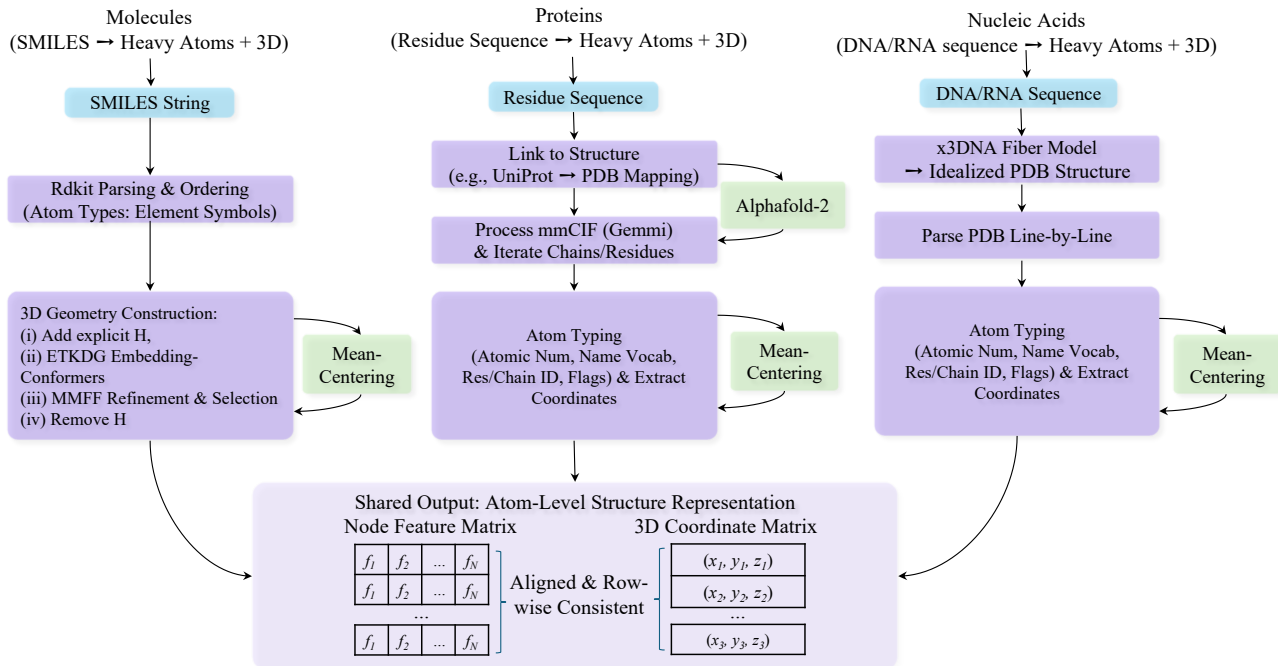 Molecules
(SMILES → Heavy Atoms + 3D)
SMILES String
Rdkit Parsing & Ordering
(Atom Types: Element Symbols)
3D Geometry Construction:
(i) Add explicit H,
(ii) ETKDG Embedding-
Conformers
(iii) MMFF Refinement & Selection
(iv) Remove H
Mean-
Centering
Proteins
(Residue Sequence → Heavy Atoms + 3D)
Residue Sequence
Link to Structure
(e.g., UniProt → PDB Mapping)
Alphafold-2
Process mmCIF (Gemmi)
& Iterate Chains/Residues
Atom Typing
(Atomic Num, Name Vocab,
Res/Chain ID, Flags) & Extract
Coordinates
Mean-
Centering
Nucleic Acids
(DNA/RNA sequence → Heavy Atoms + 3D)
DNA/RNA Sequence
x3DNA Fiber Model
→ Idealized PDB Structure
Parse PDB Line-by-Line
Atom Typing
(Atomic Num, Name Vocab,
Res/Chain ID, Flags) & Extract
Coordinates
Mean-
Centering
Shared Output: Atom-Level Structure Representation
Node Feature Matrix
f1 f2 ... fN
f1 f2 ... fN
...
f1 f2 ... fN
Aligned & Row-
wise Consistent
3D Coordinate Matrix
(x1, y1, z1)
(x2, y2, z2)
...
(x3, y3, z3)